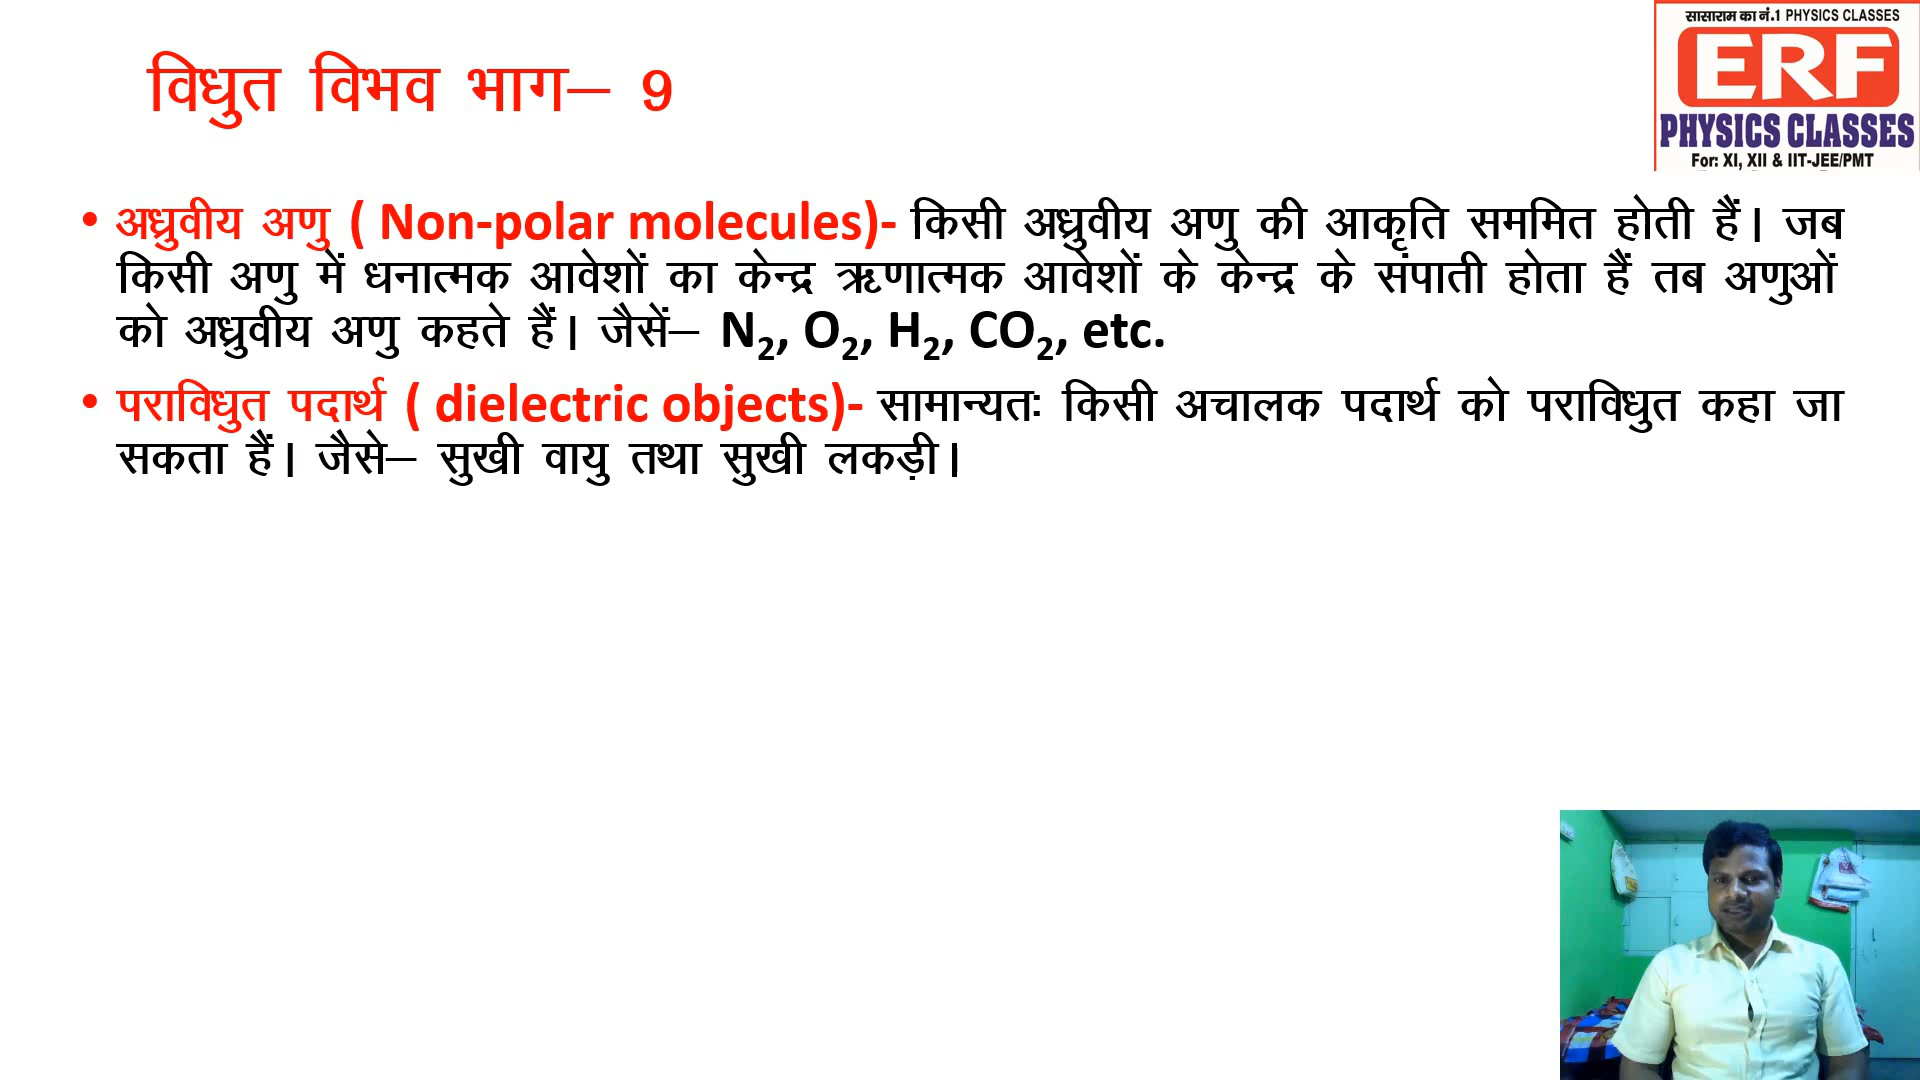 सासाराम का नं.1 PHYSICS CLASSES
ERF
PHYSICS CLASSES
For: XI, XII & IIT-JEE/PMT
विधुत विभव भाग– 9
• अध्रुवीय अणु ( Non-polar molecules)- किसी अध्रुवीय अणु की आकृति सममित होती हैं। जब
किसी अणु में धनात्मक आवेशों का केन्द्र ऋणात्मक आवेशों के केन्द्र के संपाती होता हैं तब अणुओं
को अध्रुवीय अणु कहते हैं। जैसें– N₂, O₂, H₂, CO₂, etc.
• पराविधुत पदार्थ ( dielectric objects)- सामान्यतः किसी अचालक पदार्थ को पराविधुत कहा जा
सकता हैं। जैसे– सुखी वायु तथा सुखी लकड़ी।